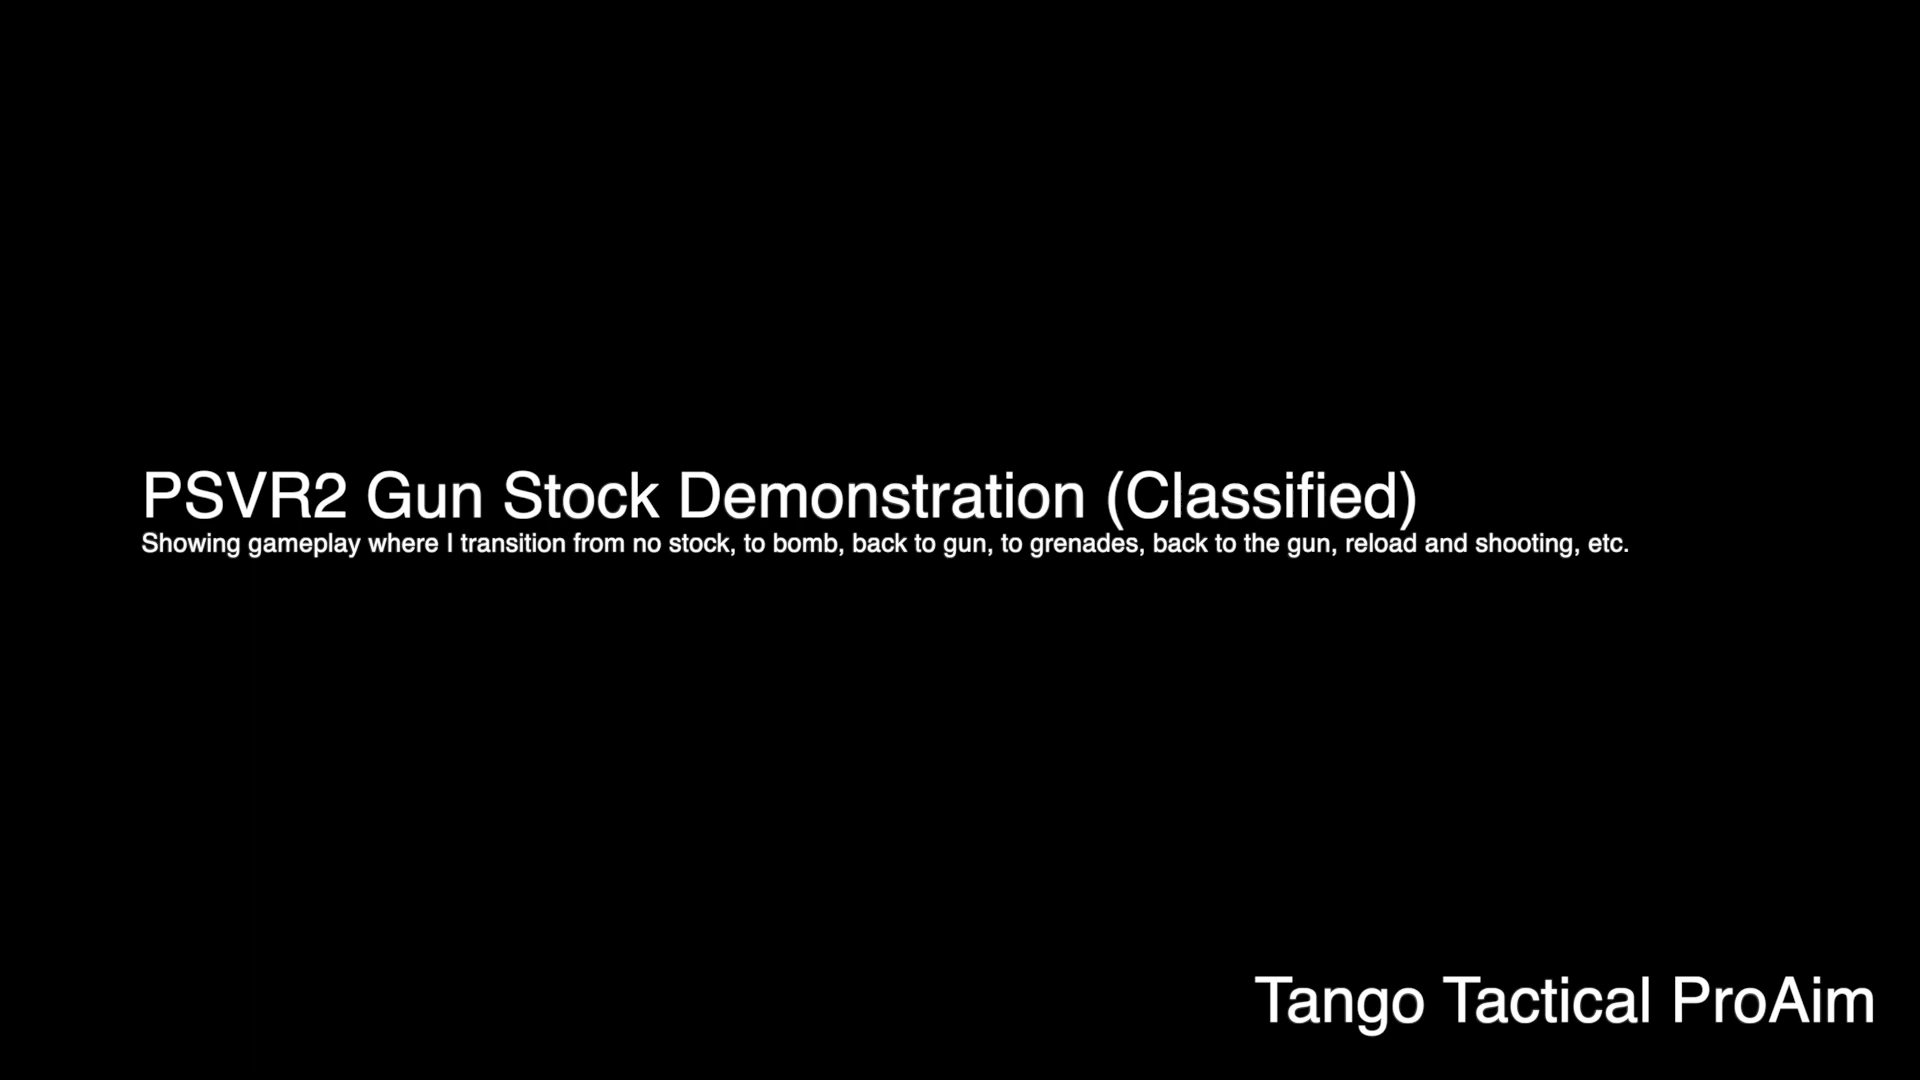 PSVR2 Gun Stock Demonstration (Classified)
Showing gameplay where I transition from no stock, to bomb, back to gun, to grenades, back to the gun, reload and shooting, etc.
Tango Tactical ProAim